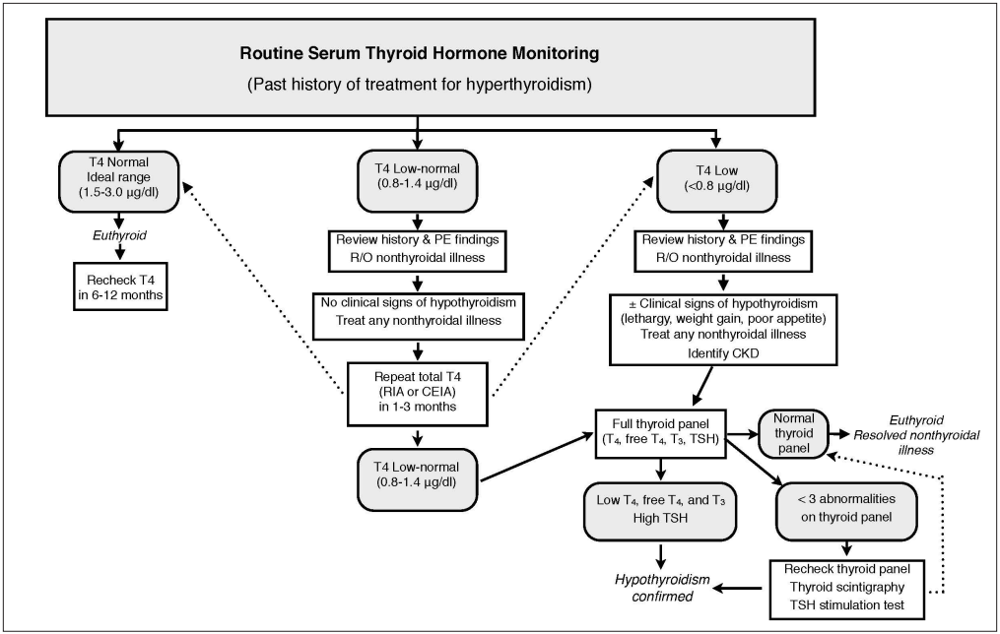 Routine Serum Thyroid Hormone Monitoring
(Past history of treatment for hyperthyroidism)
T4 Normal
Ideal range
(1.5-3.0 µg/dl)
Euthyroid
Recheck T4
in 6-12 months
T4 Low-normal
(0.8-1.4 µg/dl)
Review history & PE findings
R/O nonthyroidal illness
No clinical signs of hypothyroidism
Treat any nonthyroidal illness
Repeat total T4
(RIA or CEIA)
in 1-3 months
T4 Low-normal
(0.8-1.4 µg/dl)
T4 Low
(<0.8 µg/dl)
Review history & PE findings
R/O nonthyroidal illness
± Clinical signs of hypothyroidism
(lethargy, weight gain, poor appetite)
Treat any nonthyroidal illness
Identify CKD
Full thyroid panel
(T₄, free T₄, T₃, TSH)
Normal
thyroid
panel
Euthyroid
Resolved nonthyroidal
illness
Low T₄, free T₄, and T₃
High TSH
< 3 abnormalities
on thyroid panel
Hypothyroidism
confirmed
Recheck thyroid panel
Thyroid scintigraphy
TSH stimulation test